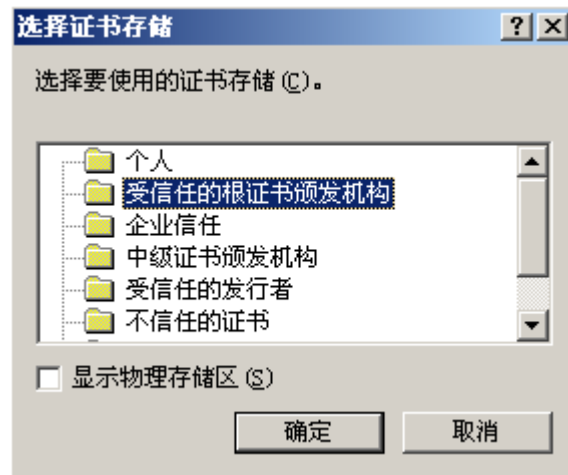 选择证书存储
选择要使用的证书存储(C)。
个人
受信任的根证书颁发机构
企业信任
中级证书颁发机构
受信任的发行者
不信任的证书
显示物理存储区(S)
确定 取消